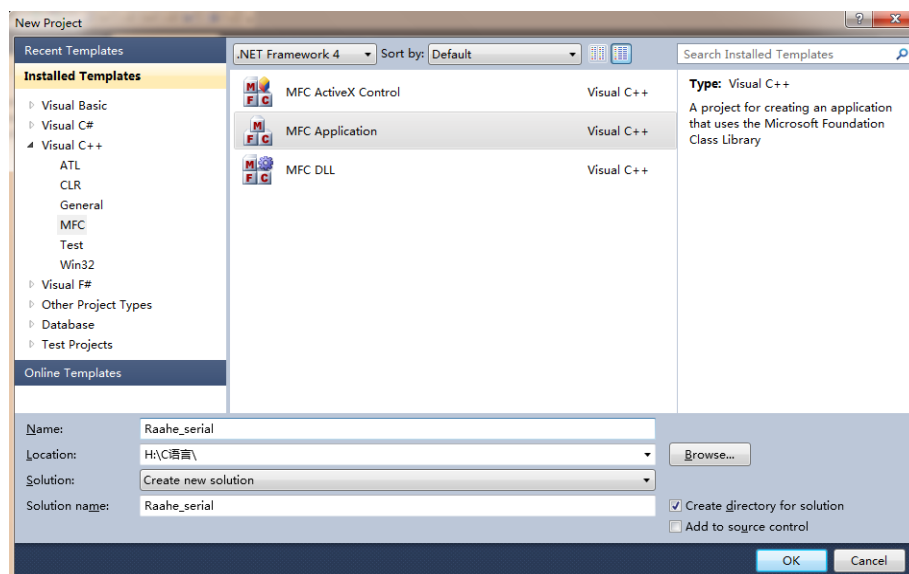 New Project
Recent Templates
Installed Templates
Visual Basic
Visual C#
Visual C++
ATL
CLR
General
MFC
Test
Win32
Visual F#
Other Project Types
Database
Test Projects
Online Templates
.NET Framework 4 Sort by: Default
MFC ActiveX Control Visual C++
MFC Application Visual C++
MFC DLL Visual C++
Search Installed Templates
Type: Visual C++
A project for creating an application
that uses the Microsoft Foundation
Class Library
Name: Raahe_serial
Location: H:\C语言\ Browse...
Solution: Create new solution
Solution name: Raahe_serial
Create directory for solution
Add to source control
OK Cancel